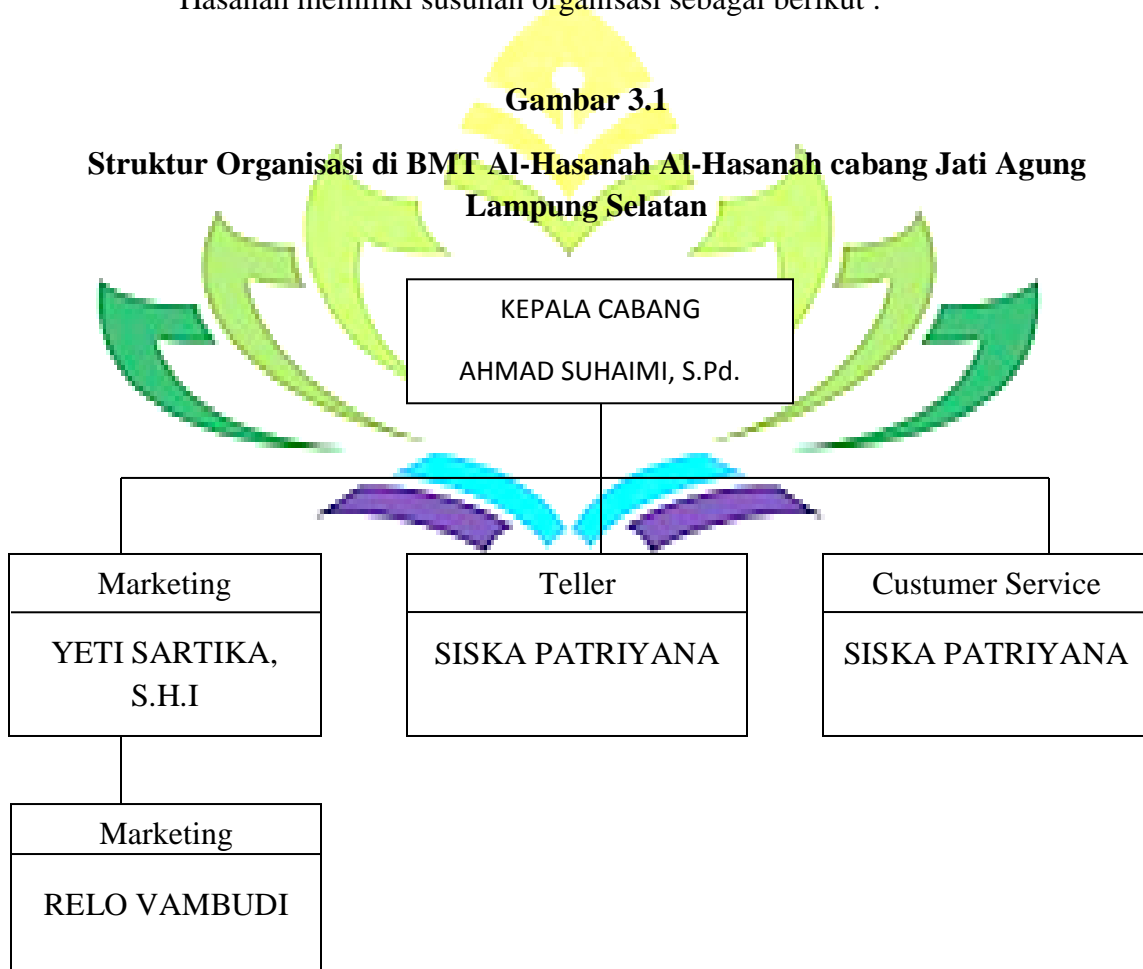 Hasanah memiliki susunan organisasi sebagai berikut :
Gambar 3.1
Struktur Organisasi di BMT Al-Hasanah Al-Hasanah cabang Jati Agung
Lampung Selatan
KEPALA CABANG
AHMAD SUHAIMI, S.Pd.
Marketing
YETI SARTIKA,
S.H.I
Teller
SISKA PATRIYANA
Custumer Service
SISKA PATRIYANA
Marketing
RELO VAMBUDI